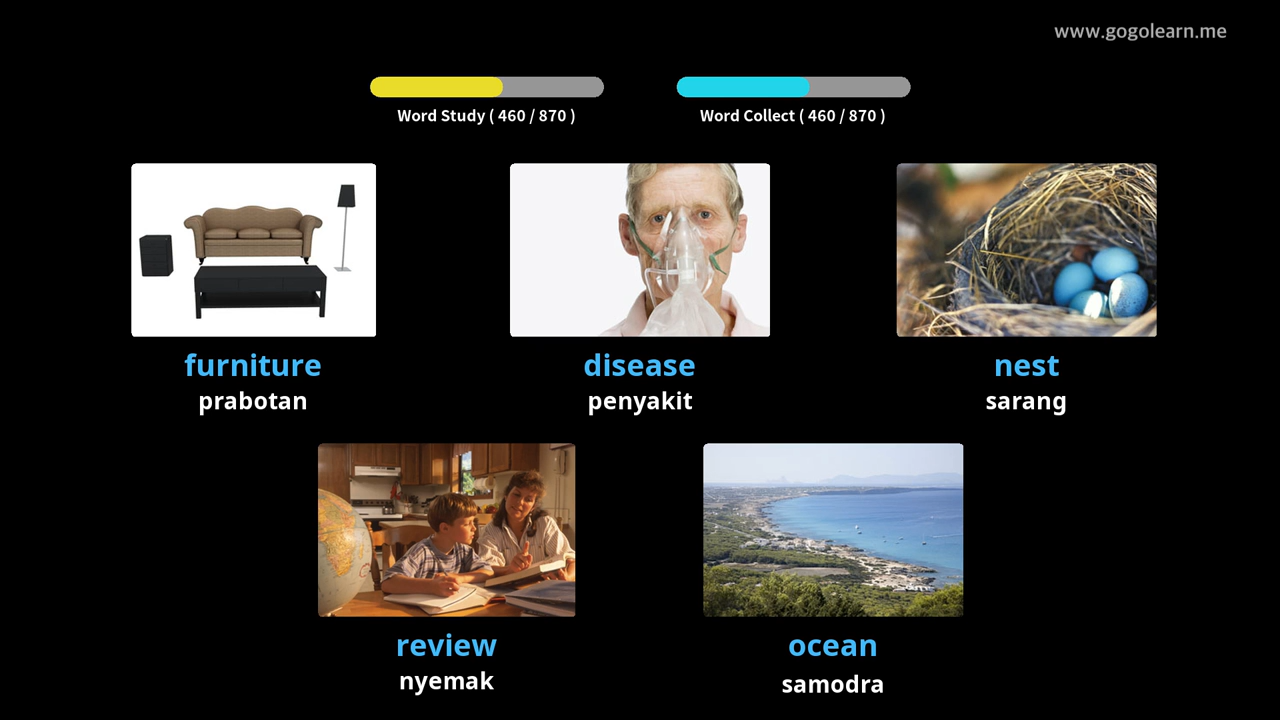 www.gogolearn.me
Word Study ( 460 / 870 )
Word Collect ( 460 / 870 )
furniture
prabotan
disease
penyakit
nest
sarang
review
nyemak
ocean
samodra